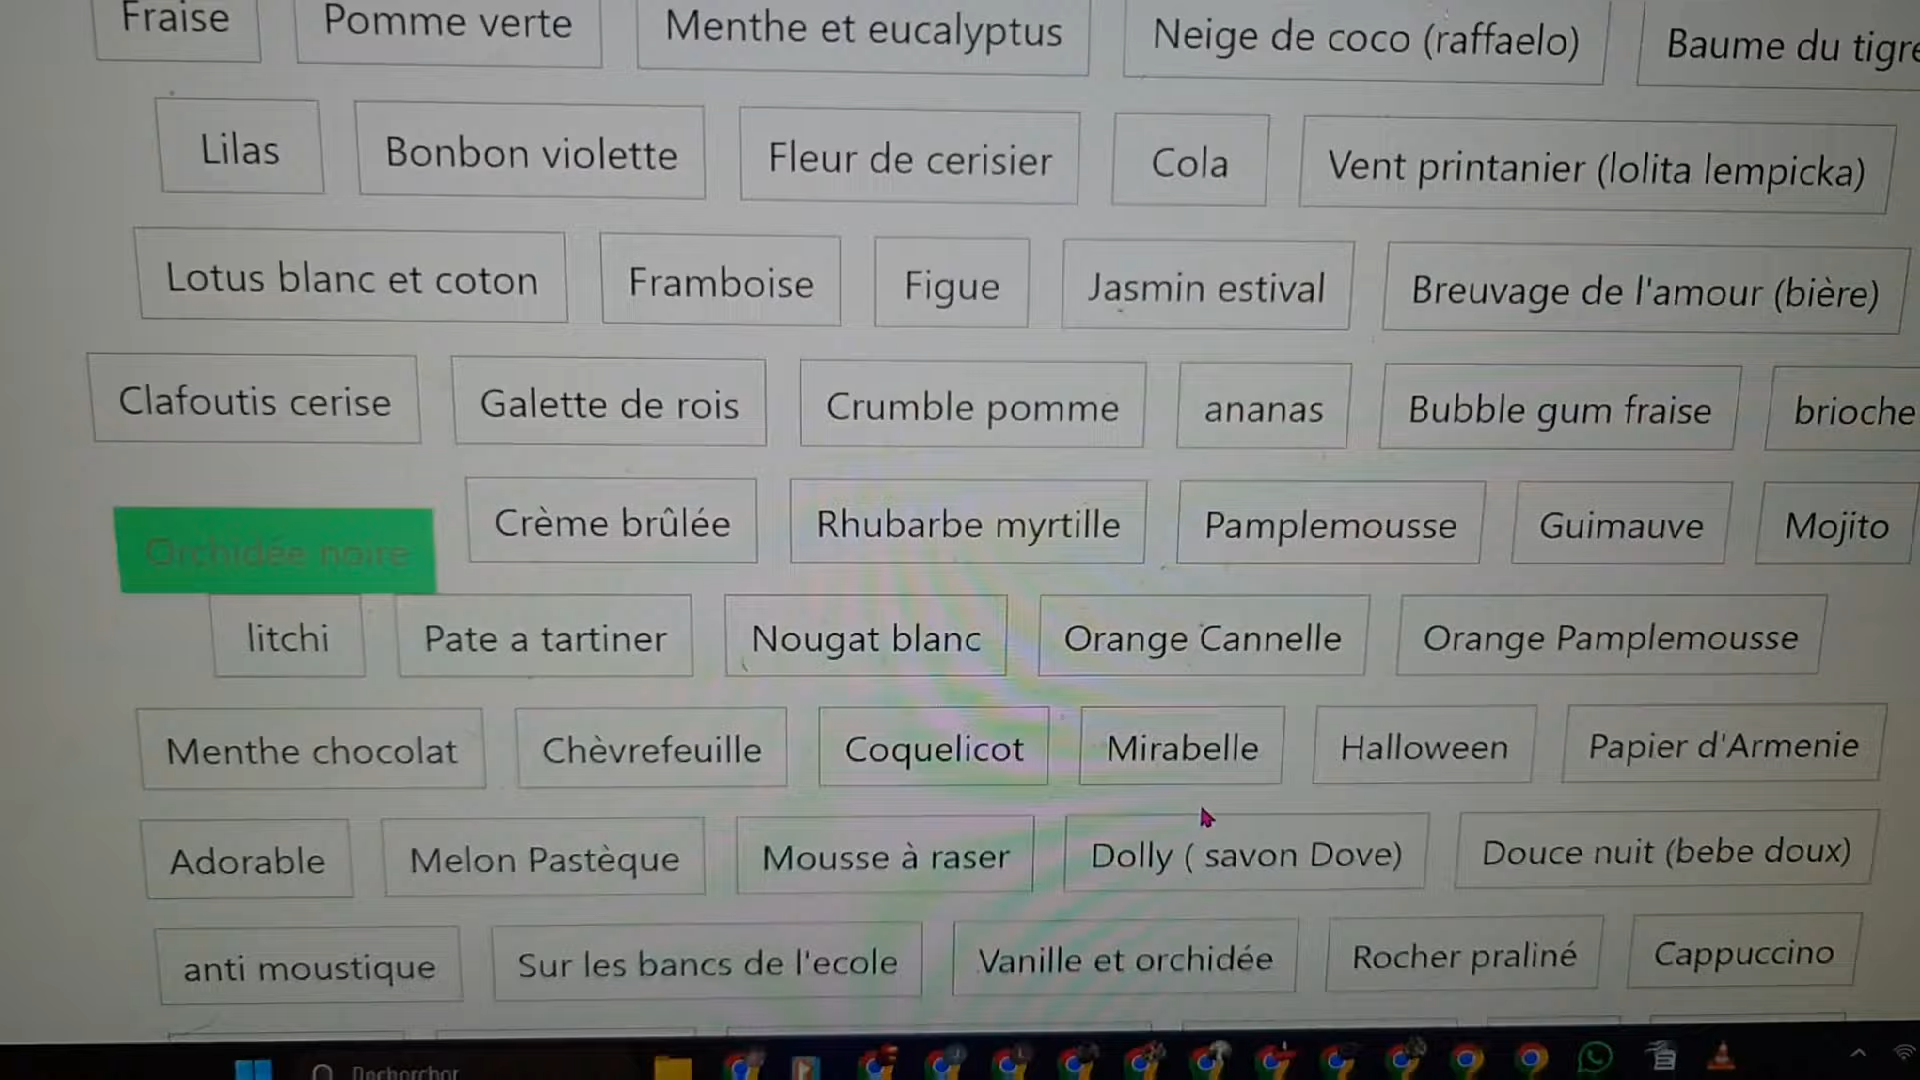 Fraise Pomme verte Menthe et eucalyptus Neige de coco (raffaelo) Baume du tigre
Lilas Bonbon violette Fleur de cerisier Cola Vent printanier (lolita lempicka)
Lotus blanc et coton Framboise Figue Jasmin estival Breuvage de l'amour (bière)
Clafoutis cerise Galette de rois Crumble pomme ananas Bubble gum fraise brioche
Orchidée noire Crème brûlée Rhubarbe myrtille Pamplemousse Guimauve Mojito
litchi Pate a tartiner Nougat blanc Orange Cannelle Orange Pamplemousse
Menthe chocolat Chèvrefeuille Coquelicot Mirabelle Halloween Papier d'Armenie
Adorable Melon Pastèque Mousse à raser Dolly ( savon Dove) Douce nuit (bebe doux)
anti moustique Sur les bancs de l'ecole Vanille et orchidée Rocher praliné Cappuccino